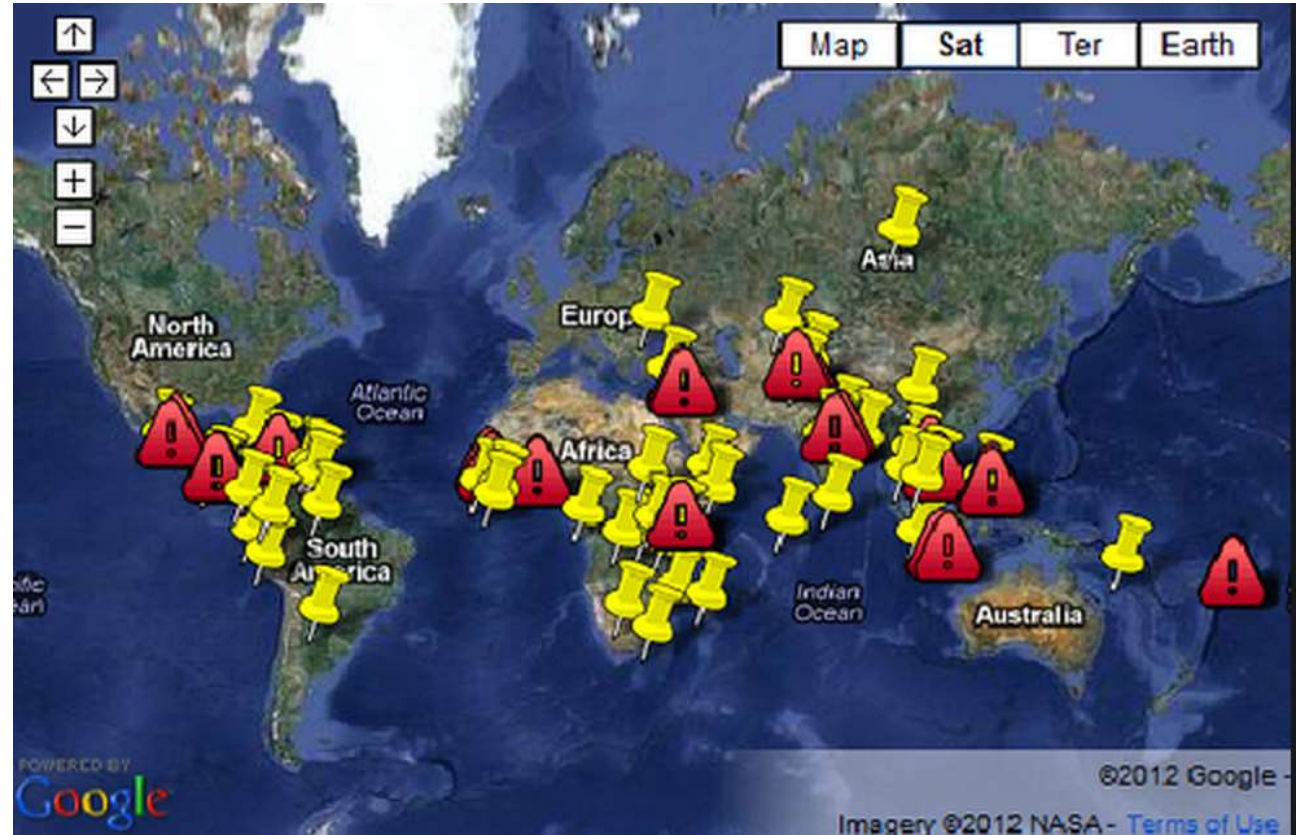 Map
Sat
Ter
Earth
Asia
Europ
North
America
Atlantic
Ocean
Africa
South
America
Indian
Ocean
Australia
POWERED BY
Google
©2012 Google -
Imagery ©2012 NASA - Terms of Use